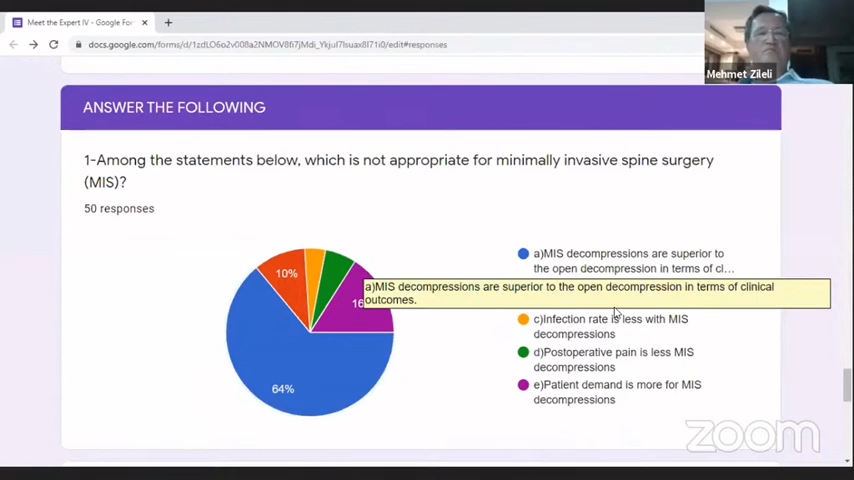 Meet the Expert IV - Google For
docs.google.com/forms/d/
edit#responses
Mehmet Zileli
ANSWER THE FOLLOWING
1-Among the statements below, which is not appropriate for minimally invasive spine surgery
(MIS)?
50 responses
10%
16
64%
a)MIS decompressions are superior to
the open decompression in terms of cl...
a)MIS decompressions are superior to the open decompression in terms of clinical
outcomes.
c)Infection rate is less with MIS
decompressions
d)Postoperative pain is less MIS
decompressions
e)Patient demand is more for MIS
decompressions
zoom